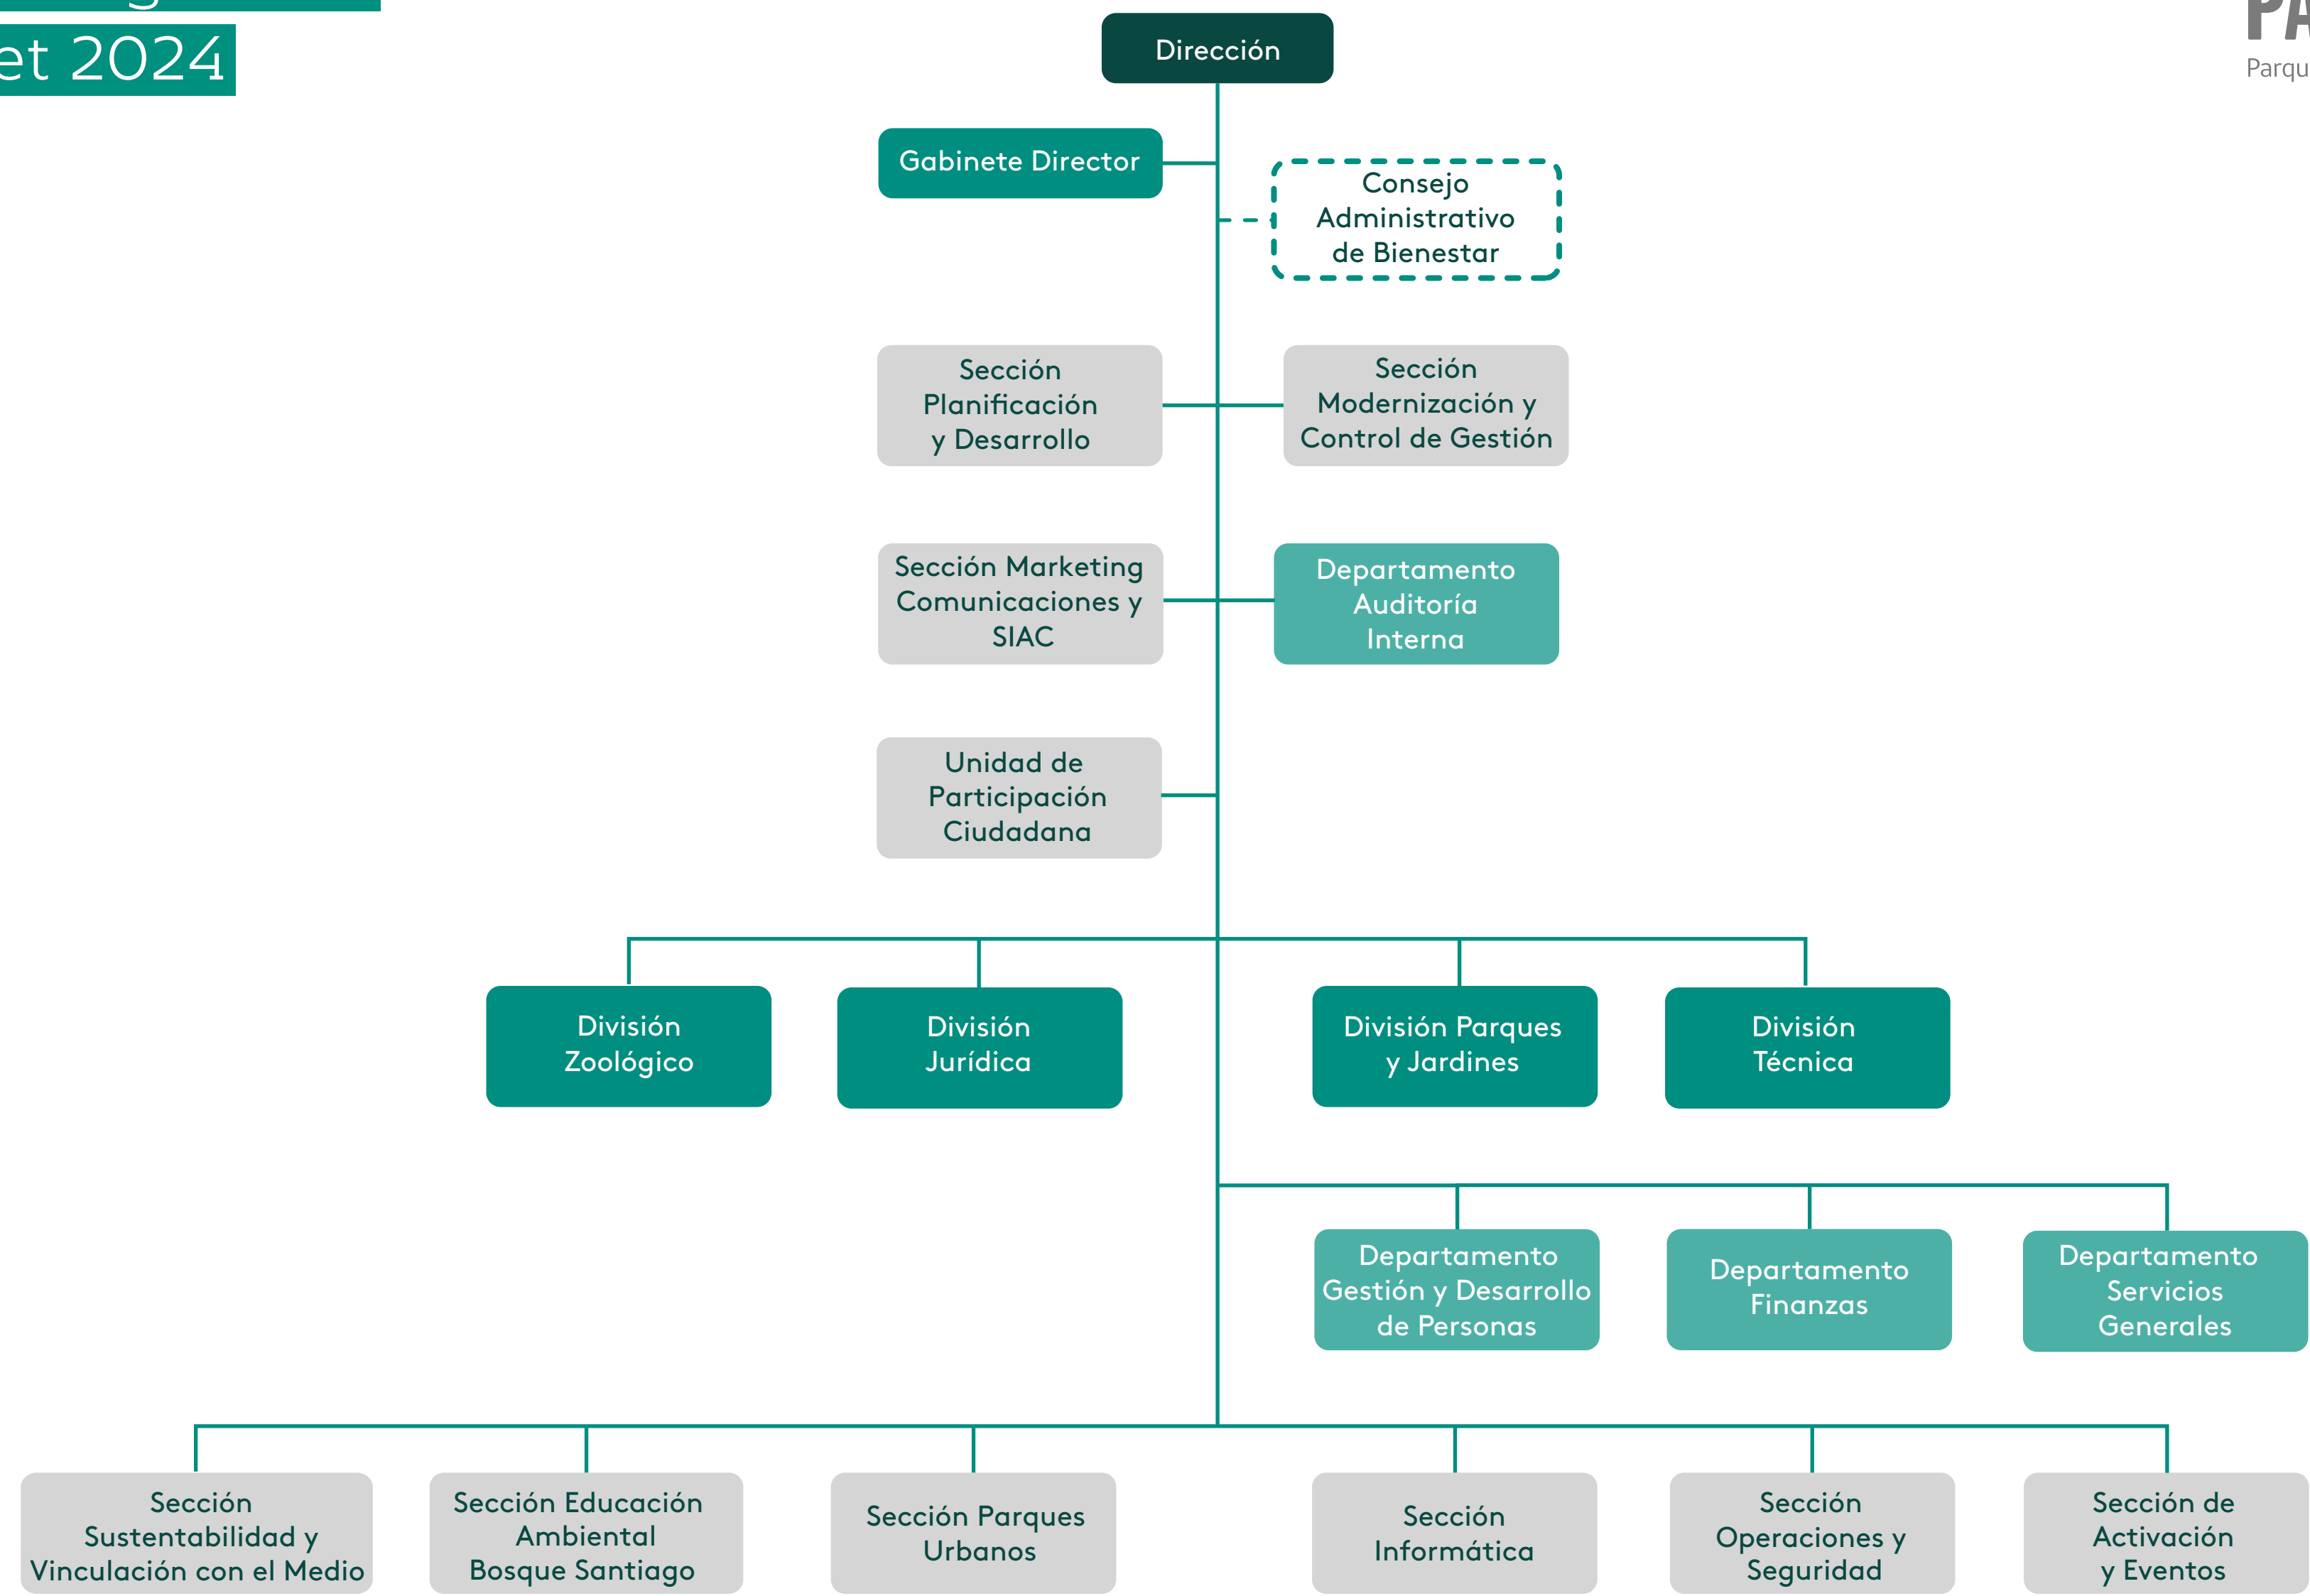 et 2024
Parqu
Dirección
Gabinete Director
Consejo
Administrativo
de Bienestar
Sección
Planificación
y Desarrollo
Sección
Modernización y
Control de Gestión
Sección Marketing
Comunicaciones y
SIAC
Departamento
Auditoría
Interna
Unidad de
Participación
Ciudadana
División
Zoológico
División
Jurídica
División Parques
y Jardines
División
Técnica
Departamento
Gestión y Desarrollo
de Personas
Departamento
Finanzas
Departamento
Servicios
Generales
Sección
Sustentabilidad y
Vinculación con el Medio
Sección Educación
Ambiental
Bosque Santiago
Sección Parques
Urbanos
Sección
Informática
Sección
Operaciones y
Seguridad
Sección de
Activación
y Eventos